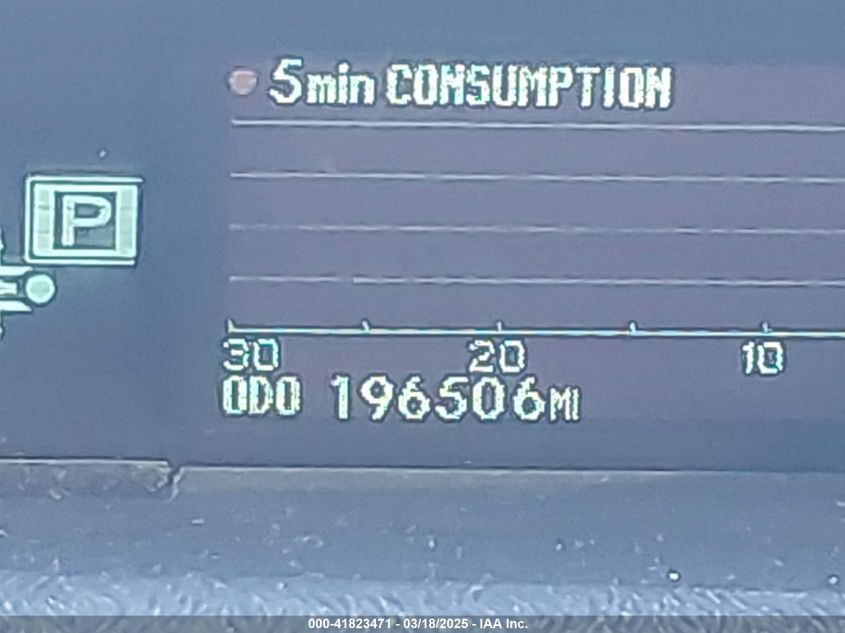 5min CONSUMPTION
P
30 20 10
ODO 196506MI
000-41823471 - 03/18/2025 - IAA Inc.